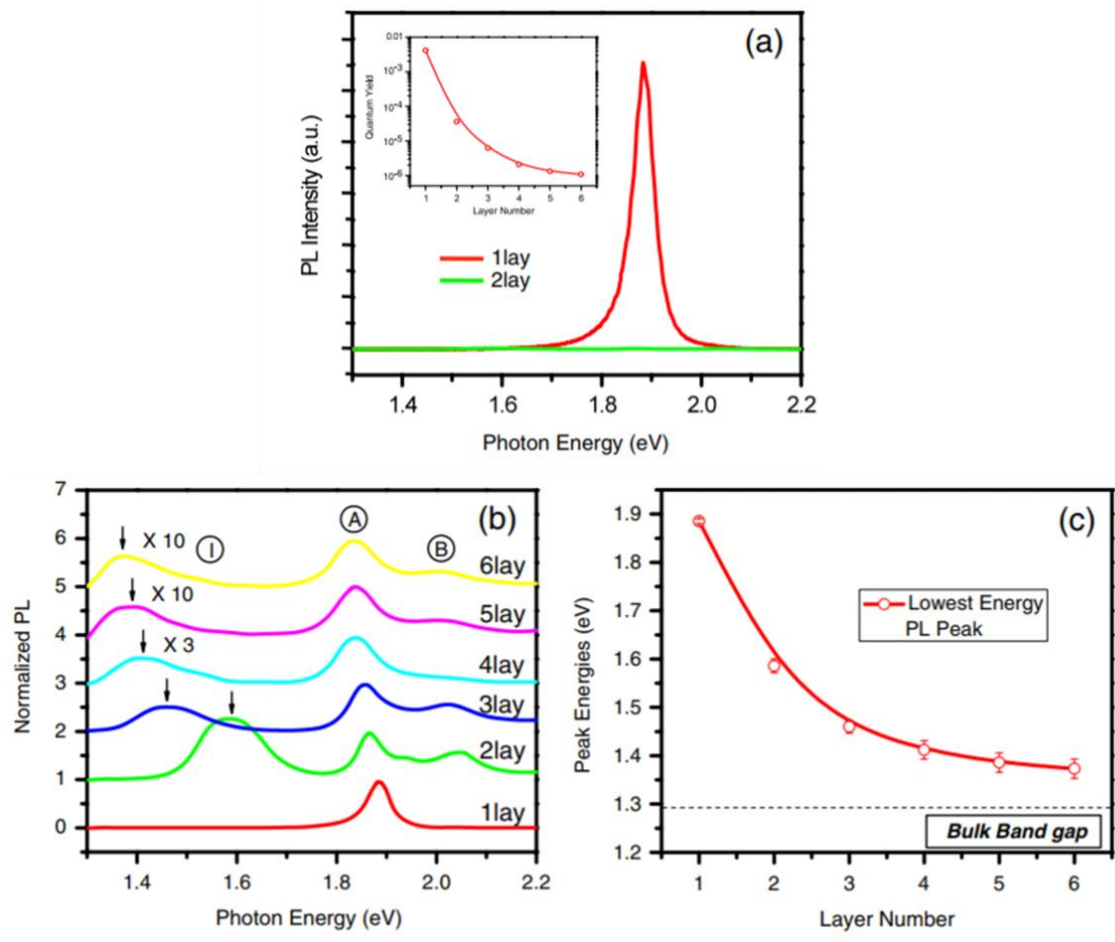 (a)
PL Intensity (a.u.)
0.01
10⁻³
10⁻⁴
10⁻⁵
10⁻⁶
Quantum Yield
1 2 3 4 5 6
Layer Number
1lay
2lay
1.4 1.6 1.8 2.0 2.2
Photon Energy (eV)
(b)
Normalized PL
7
6
5
4
3
2
1
0
X 10
I
A
B
6lay
X 10
5lay
X 3
4lay
3lay
2lay
1lay
1.4 1.6 1.8 2.0 2.2
Photon Energy (eV)
(c)
Peak Energies (eV)
1.9
1.8
1.7
1.6
1.5
1.4
1.3
1.2
Lowest Energy
PL Peak
Bulk Band gap
1 2 3 4 5 6
Layer Number